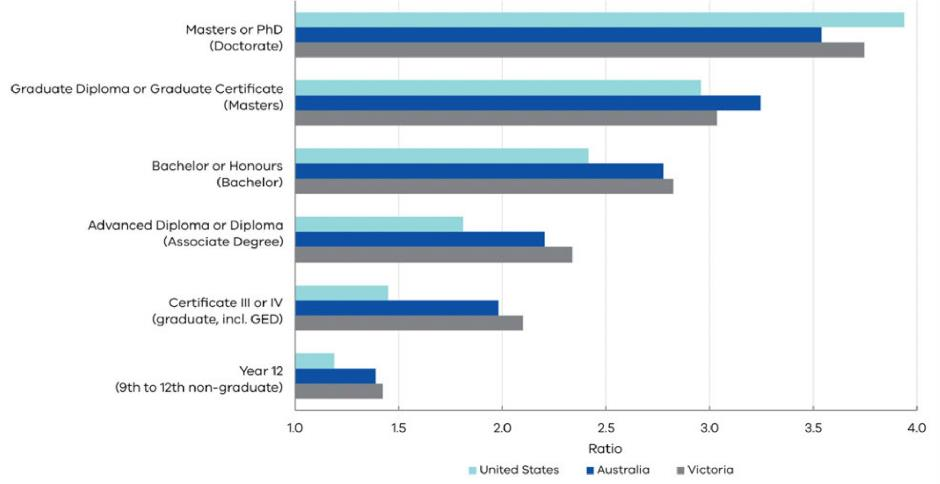 Masters or PhD
(Doctorate)
Graduate Diploma or Graduate Certificate
(Masters)
Bachelor or Honours
(Bachelor)
Advanced Diploma or Diploma
(Associate Degree)
Certificate III or IV
(graduate, incl. GED)
Year 12
(9th to 12th non-graduate)
1.0 1.5 2.0 2.5 3.0 3.5 4.0
Ratio
United States Australia Victoria